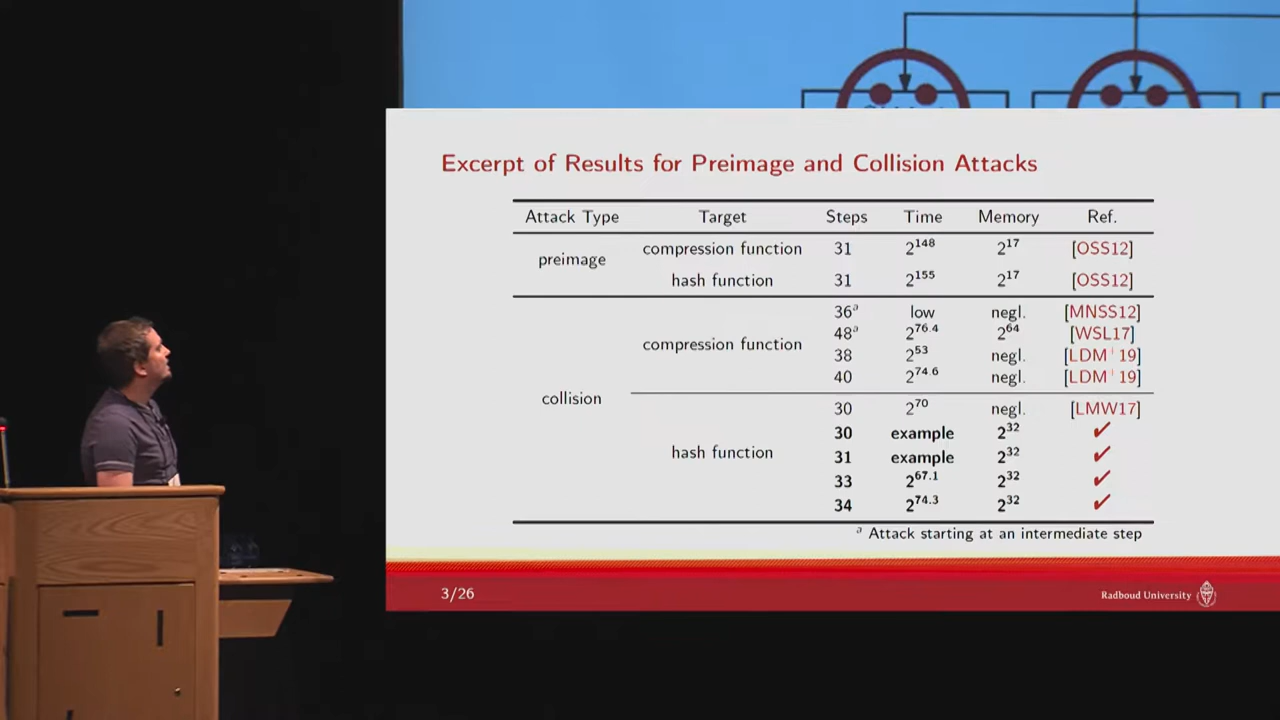 Excerpt of Results for Preimage and Collision Attacks
Attack Type Target Steps Time Memory Ref.
preimage compression function 31 2^148 2^17 [OSS12]
hash function 31 2^155 2^17 [OSS12]
collision compression function 36^a low negl. [MNSS12]
48^a 2^76.4 2^64 [WSL17]
38 2^53 negl. [LDM+19]
40 2^74.6 negl. [LDM+19]
hash function 30 2^70 negl. [LMW17]
30 example 2^32 ✓
31 example 2^32 ✓
33 2^67.1 2^32 ✓
34 2^74.3 2^32 ✓
^a Attack starting at an intermediate step
3/26
Radboud University